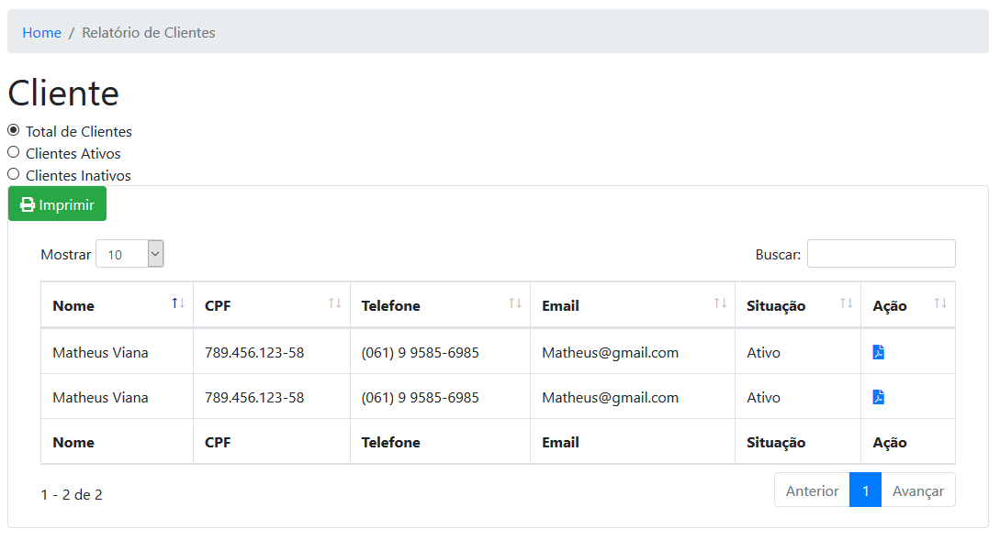 Home / Relatório de Clientes
Cliente
Total de Clientes
Clientes Ativos
Clientes Inativos
Imprimir
Mostrar 10 Buscar:
Nome CPF Telefone Email Situação Ação
Matheus Viana 789.456.123-58 (061) 9 9585-6985 Matheus@gmail.com Ativo
Matheus Viana 789.456.123-58 (061) 9 9585-6985 Matheus@gmail.com Ativo
Nome CPF Telefone Email Situação Ação
1 - 2 de 2 Anterior 1 Avançar